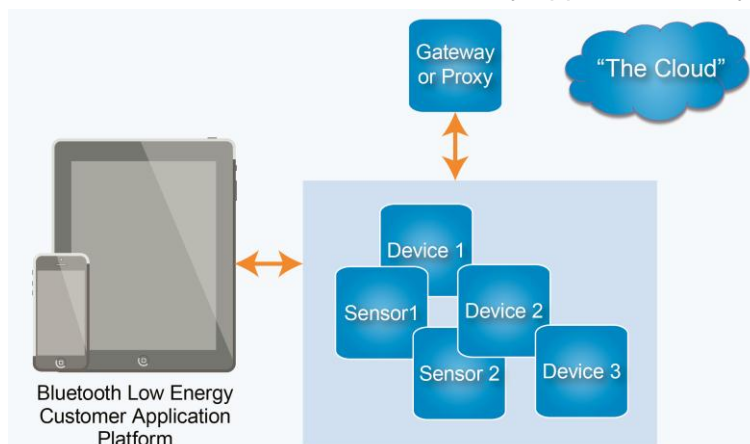 Gateway
or Proxy
“The Cloud”
Device 1
Sensor1
Device 2
Sensor 2
Device 3
Bluetooth Low Energy
Customer Application
Platform